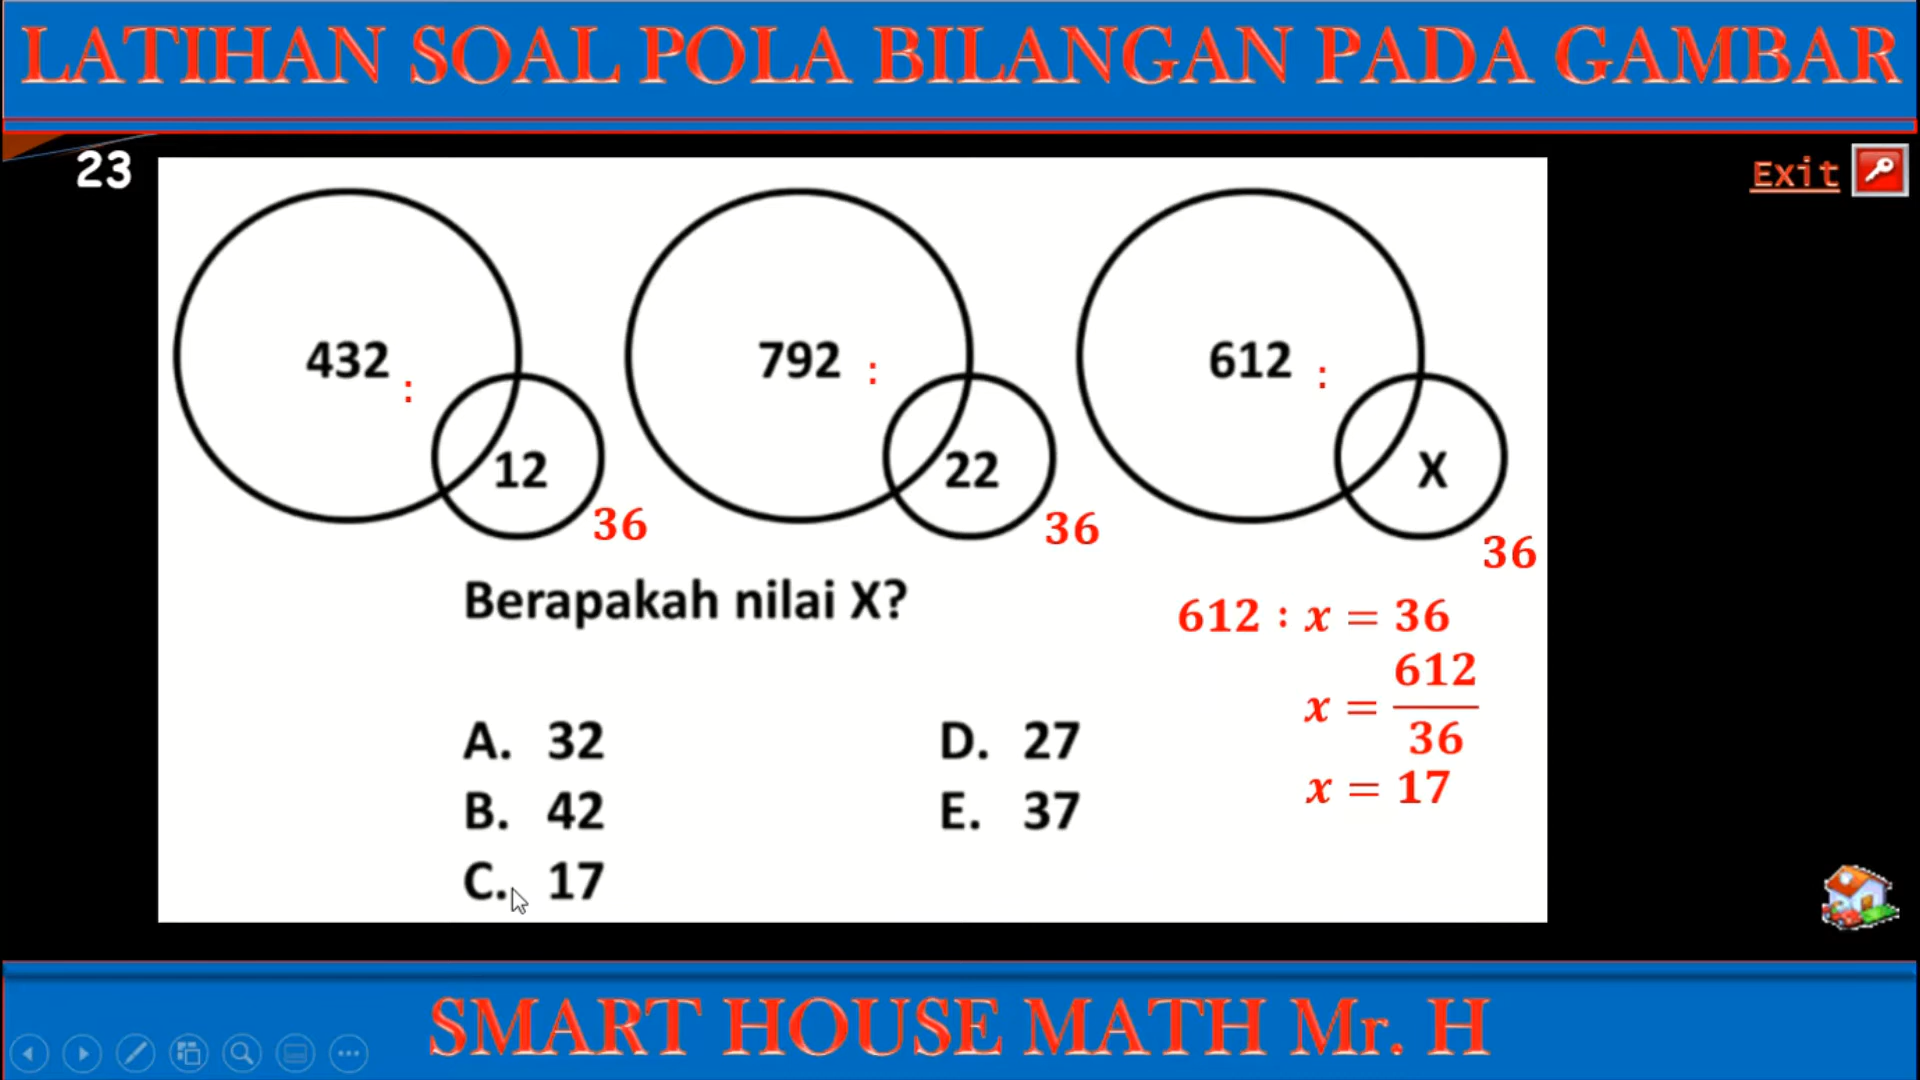 LATIHAN SOAL POLA BILANGAN PADA GAMBAR
23
Exit
432 :
12
36
792 :
22
36
612 :
X
36
Berapakah nilai X?
612 : x = 36
x = 612/36
x = 17
A. 32
B. 42
C. 17
D. 27
E. 37
SMART HOUSE MATH Mr. H